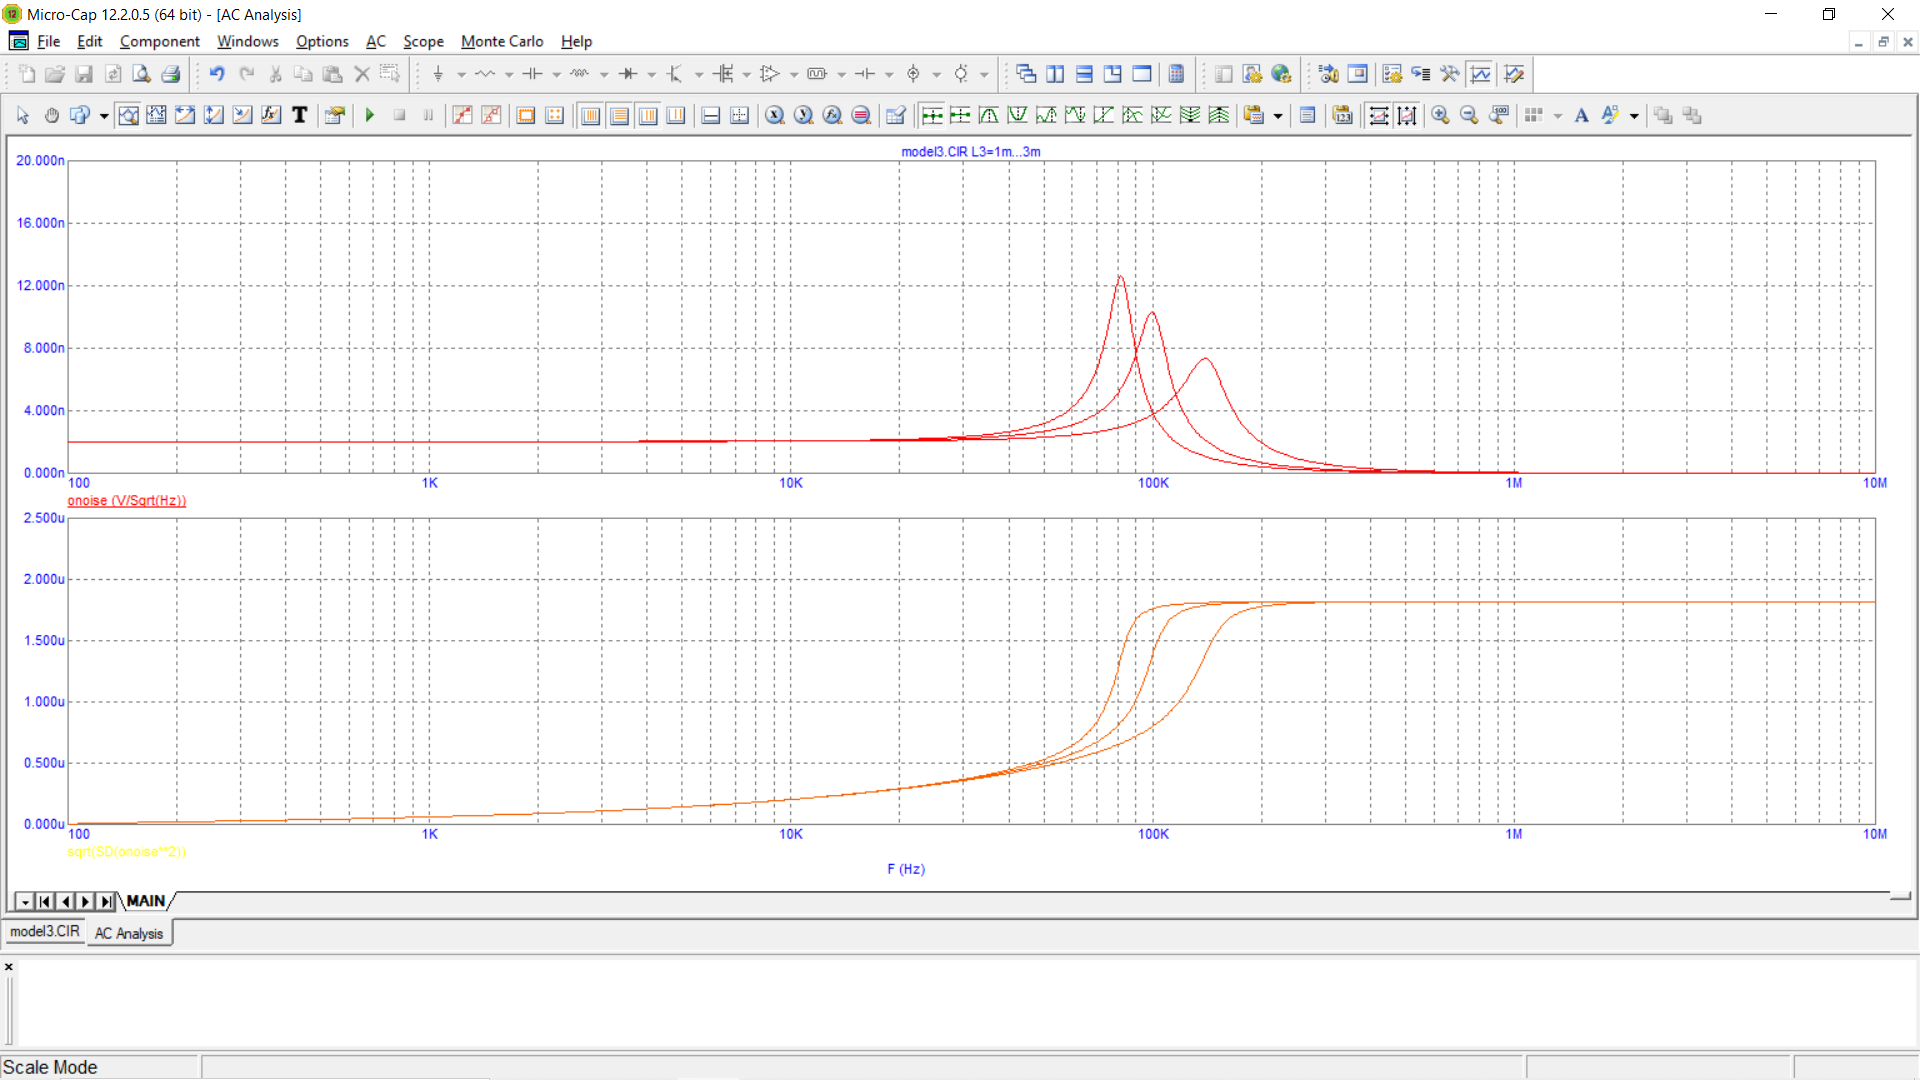 Micro-Cap 12.2.0.5 (64 bit) - [AC Analysis]
File Edit Component Windows Options AC Scope Monte Carlo Help
model3.CIR L3=1m...3m
20.000n
16.000n
12.000n
8.000n
4.000n
0.000n
100 1K 10K 100K 1M 10M
onoise (V/Sqrt(Hz))
2.500u
2.000u
1.500u
1.000u
0.500u
0.000u
100 1K 10K 100K 1M 10M
sqrt(SD(onoise**2))
F (Hz)
MAIN
model3.CIR AC Analysis
Scale Mode